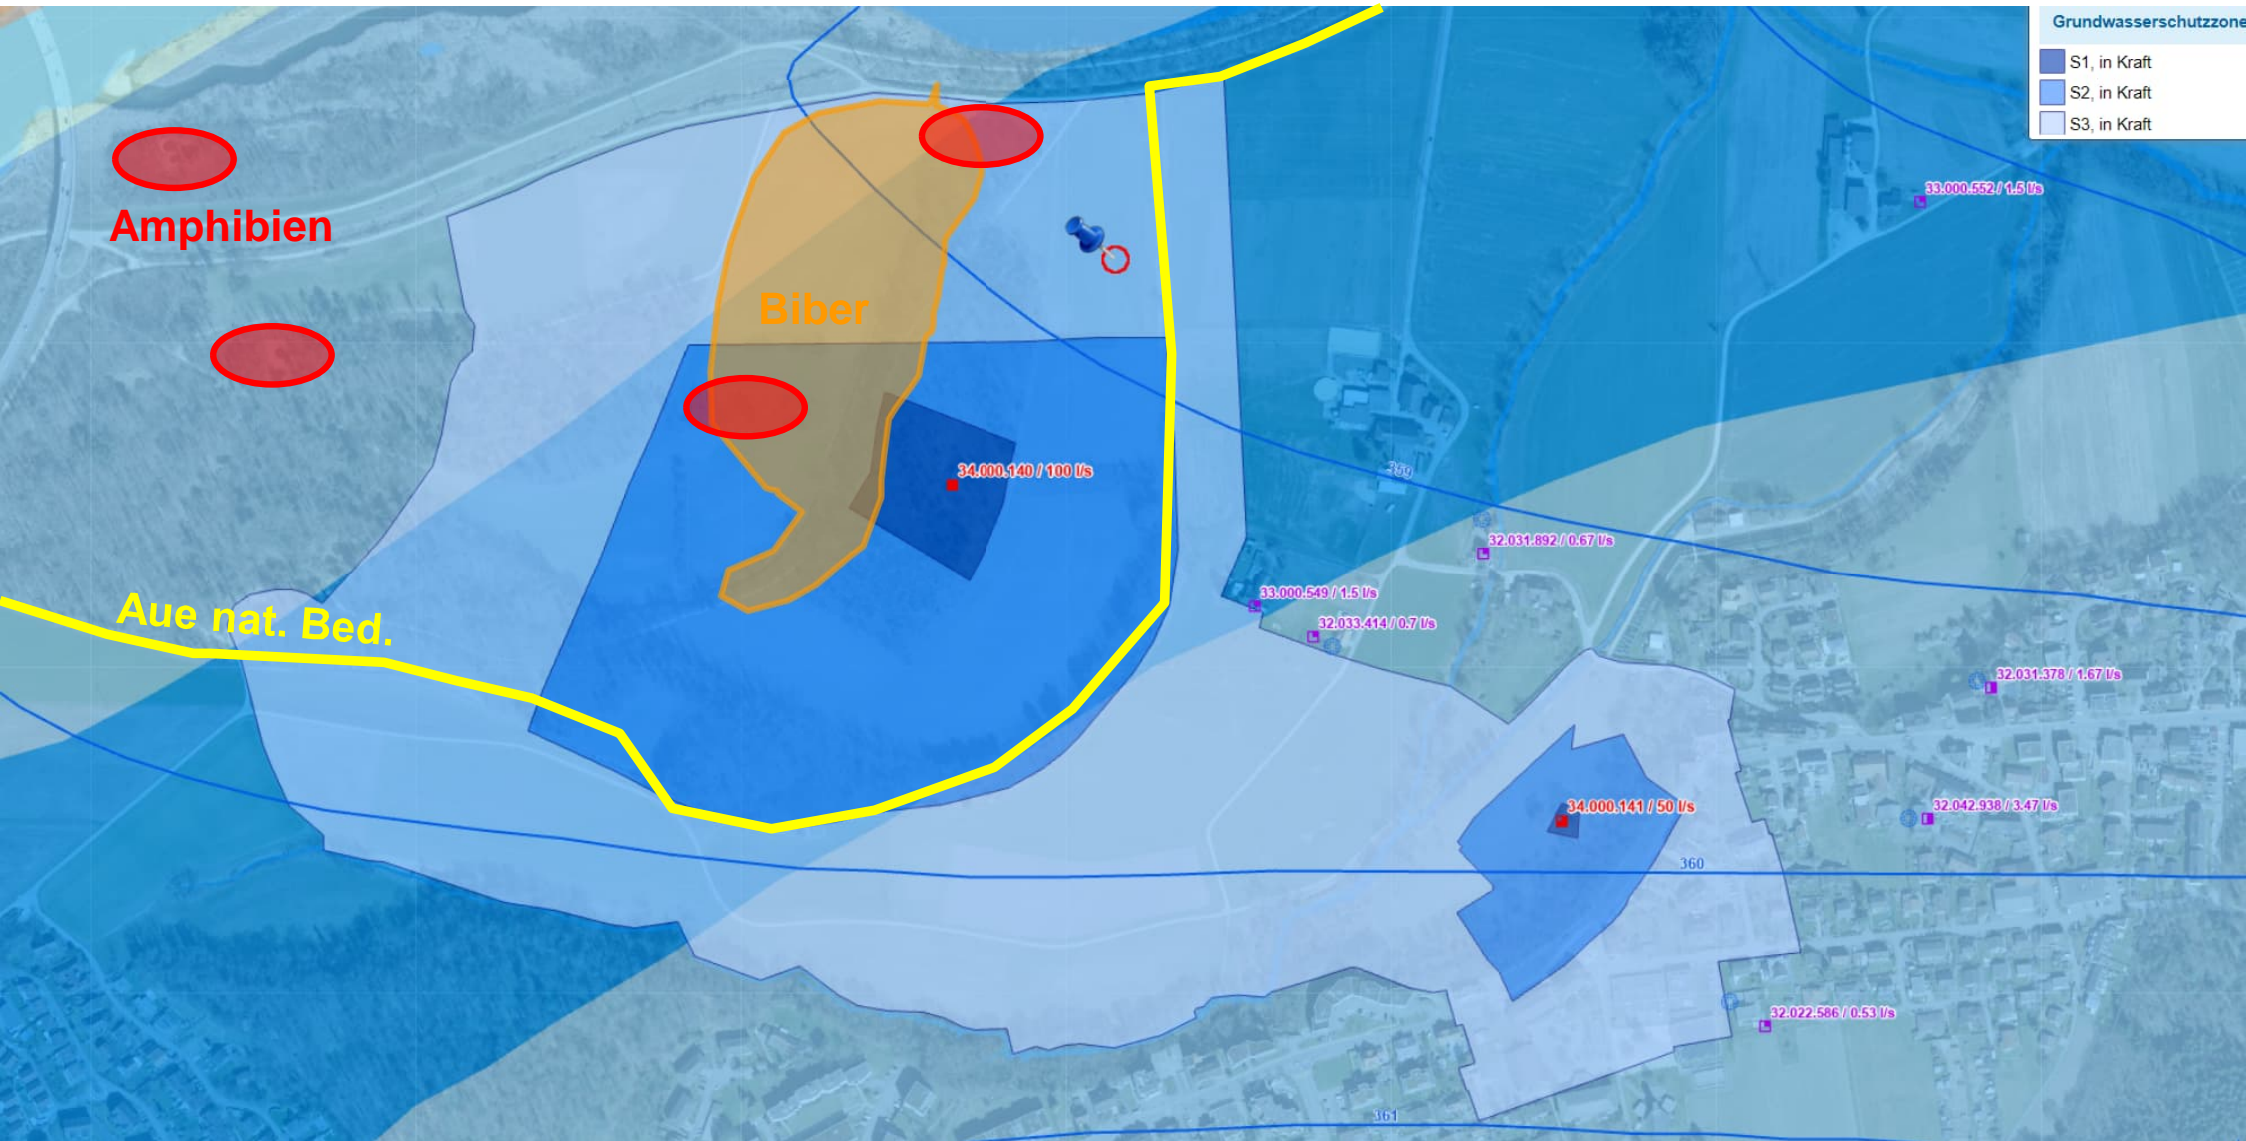 Grundwasserschutzzone
S1, in Kraft
S2, in Kraft
S3, in Kraft
33.000.552 / 1.5 l/s
Amphibien
Biber
34.000.140 / 100 l/s
359
32.031.892 / 0.67 l/s
33.000.549 / 1.5 l/s
Aue nat. Bed.
32.033.414 / 0.7 l/s
32.031.378 / 1.67 l/s
34.000.141 / 50 l/s
32.042.938 / 3.47 l/s
360
32.022.586 / 0.53 l/s
361